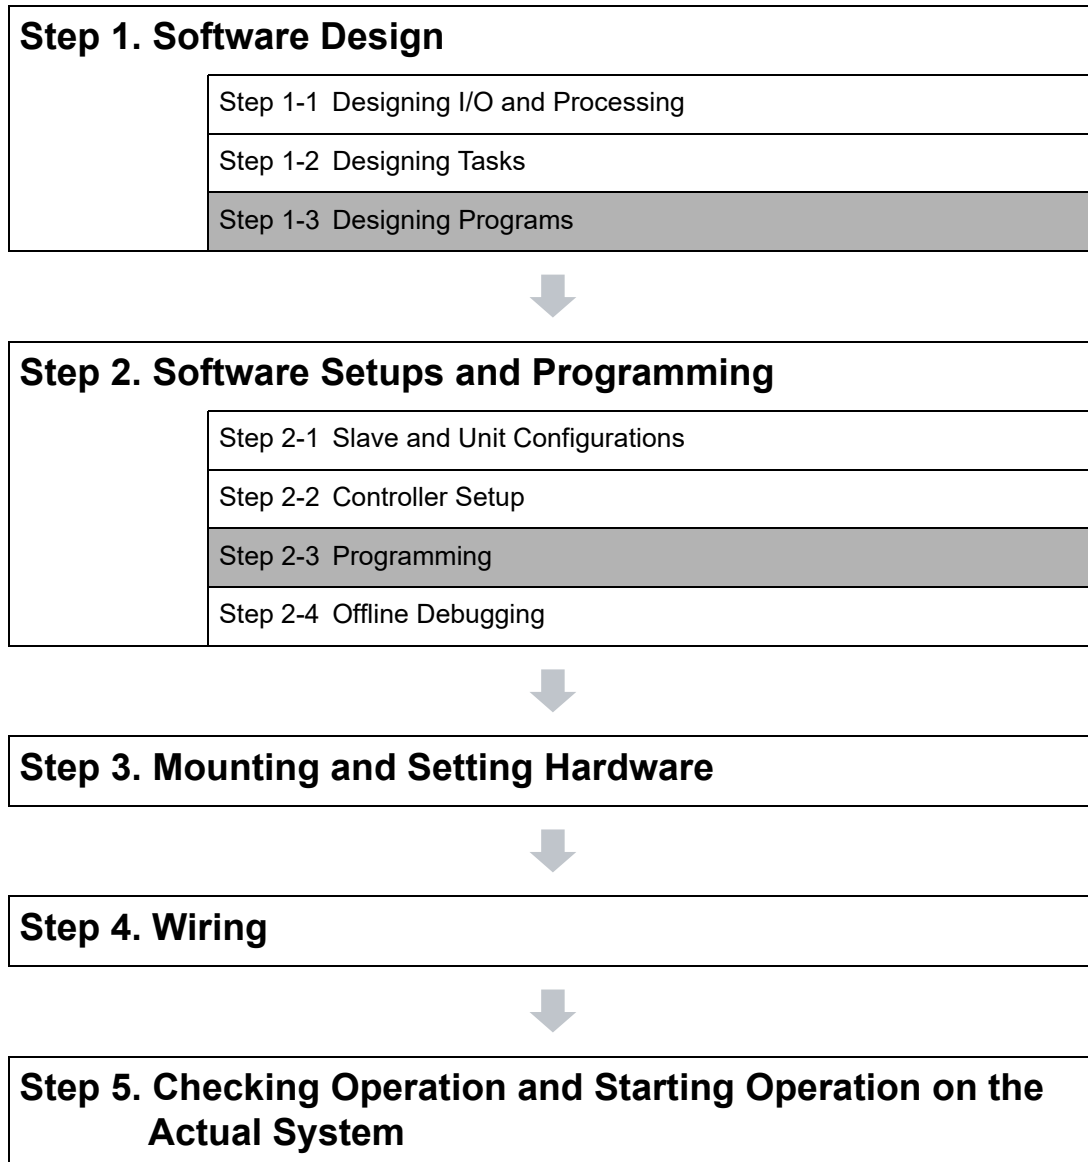 Step 1. Software Design
Step 1-1 Designing I/O and Processing
Step 1-2 Designing Tasks
Step 1-3 Designing Programs
Step 2. Software Setups and Programming
Step 2-1 Slave and Unit Configurations
Step 2-2 Controller Setup
Step 2-3 Programming
Step 2-4 Offline Debugging
Step 3. Mounting and Setting Hardware
Step 4. Wiring
Step 5. Checking Operation and Starting Operation on the
Actual System